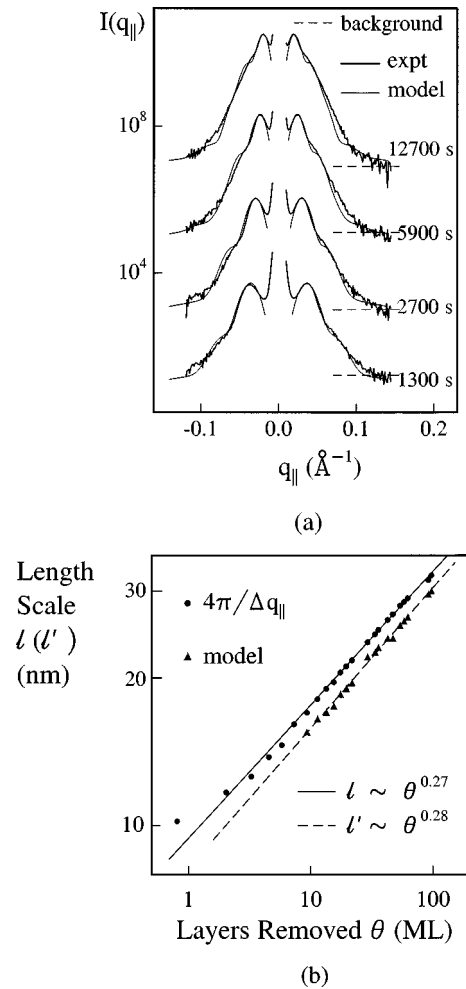 I(q∥)
background
expt
model
10⁸
12700 s
5900 s
10⁴
2700 s
1300 s
-0.1 0.0 0.1 0.2
q∥ (Å⁻¹)
(a)
Length
Scale
ℓ (ℓ′)
(nm)
30
4π/Δq∥
model
20
ℓ ~ θ^0.27
ℓ′ ~ θ^0.28
10
1 10 100
Layers Removed θ (ML)
(b)